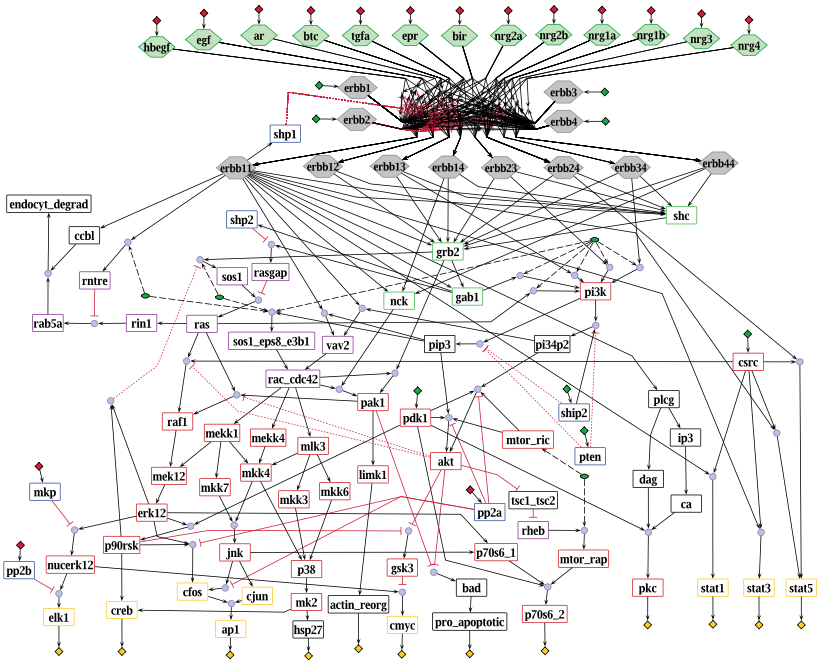 hbegf egf ar btc tgfa epr bir nrg2a nrg2b nrg1a nrg1b nrg3 nrg4
erbb1 erbb3
erbb2 erbb4
shp1
erbb11 erbb12 erbb13 erbb14 erbb23 erbb24 erbb34 erbb44
endocyt_degrad
shp2 shc
ccbl
grb2
rntre sos1 rasgap
nck gab1 pi3k
rab5a rin1 ras
sos1_eps8_e3b1 vav2 pip3 pi34p2
csrc
rac_cdc42
pak1 plcg
raf1 pdk1 ship2
mekk1 mekk4 mlk3 mtor_ric ip3
pten
mek12 mkk4 limk1 akt dag
mkp mkk7 mkk3 mkk6 tsc1_tsc2 ca
erk12 pp2a
rheb
p90rsk jnk p70s6_1 mtor_rap
pp2b nucerk12 p38 gsk3
cfos cjun bad pkc stat1 stat3 stat5
elk1 creb mk2 actin_reorg p70s6_2
ap1 hsp27 cmyc pro_apoptotic